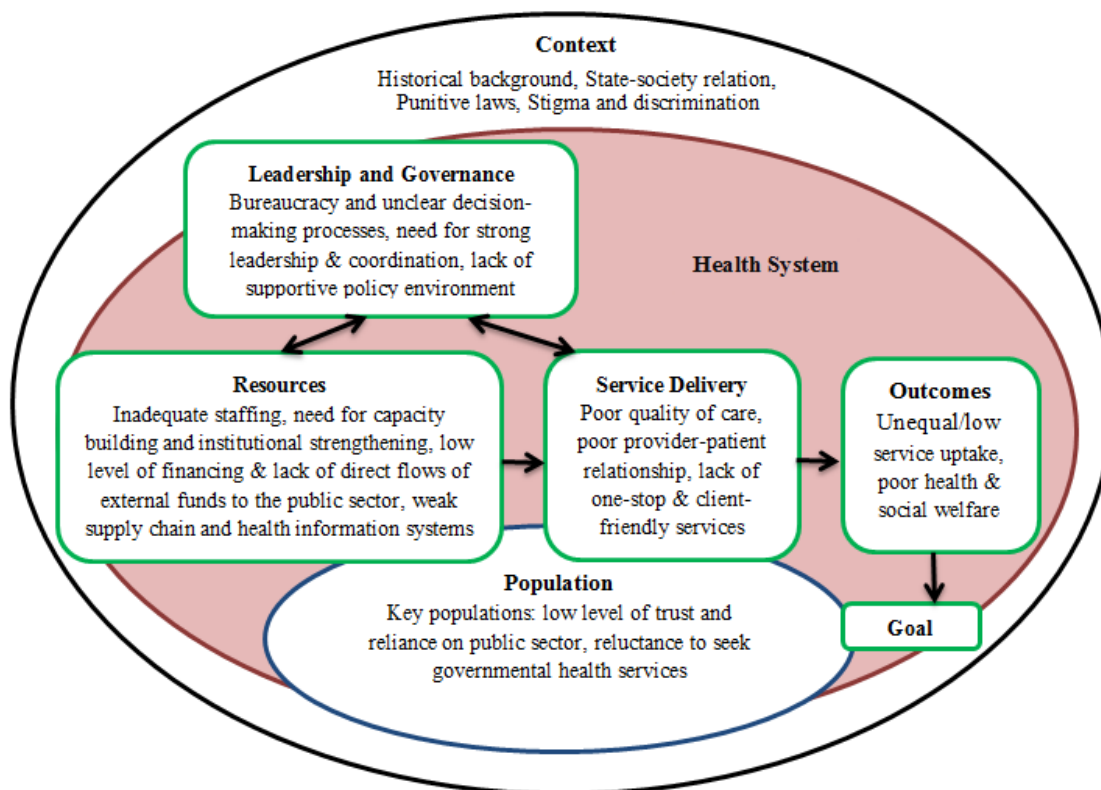 Context
Historical background, State-society relation,
Punitive laws, Stigma and discrimination
Leadership and Governance
Bureaucracy and unclear decision-
making processes, need for strong
leadership & coordination, lack of
supportive policy environment
Health System
Resources
Inadequate staffing, need for capacity
building and institutional strengthening, low
level of financing & lack of direct flows of
external funds to the public sector, weak
supply chain and health information systems
Service Delivery
Poor quality of care,
poor provider-patient
relationship, lack of
one-stop & client-
friendly services
Outcomes
Unequal/low
service uptake,
poor health &
social welfare
Population
Key populations: low level of trust and
reliance on public sector, reluctance to seek
governmental health services
Goal